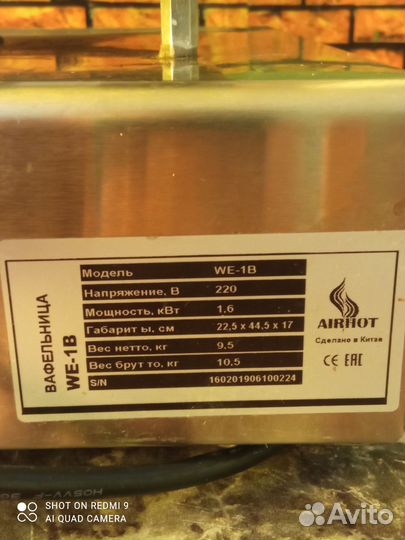 ВАФЕЛЬНИЦА
WE-1B
Модель WE-1B
Напряжение, В 220
Мощность, кВт 1,6
Габарит ы, см 22,5 х 44,5 х 17
Вес нетто, кг 9,5
Вес брут то, кг 10,5
S/N 160201906100224
AIRHOT
Сделано в Китае
CE EAC
SHOT ON REDMI 9
AI QUAD CAMERA
Avito